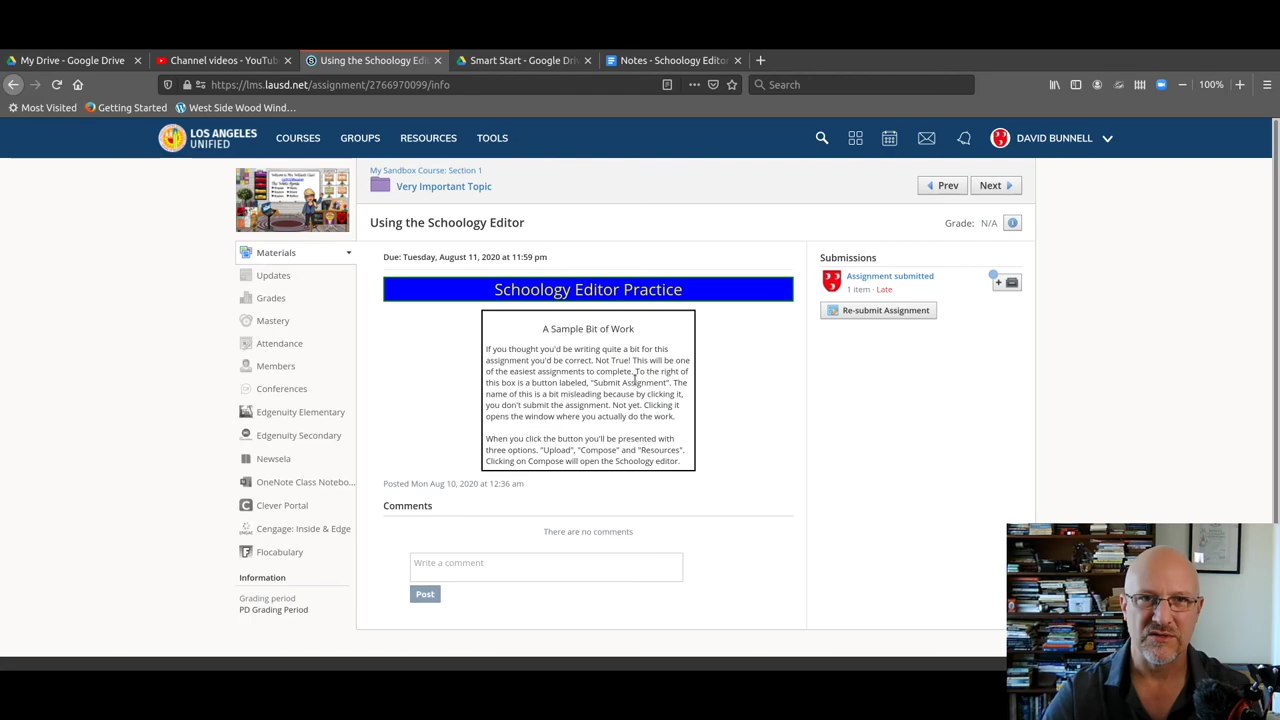 My Drive - Google Drive
Channel videos - YouTube
Using the Schoology Edi
Smart Start - Google Driv
Notes - Schoology Editor
https://lms.lausd.net/assignment/2766970099/info
Search
100%
Most Visited
Getting Started
West Side Wood Wind…
LOS ANGELES
UNIFIED
COURSES
GROUPS
RESOURCES
TOOLS
DAVID BUNNELL
My Sandbox Course: Section 1
Very Important Topic
Prev
Next
Using the Schoology Editor
Grade: N/A
Materials
Updates
Grades
Mastery
Attendance
Members
Conferences
Edgenuity Elementary
Edgenuity Secondary
Newsela
OneNote Class Notebo...
Clever Portal
Cengage: Inside & Edge
Flocabulary
Information
Grading period
PD Grading Period
Due: Tuesday, August 11, 2020 at 11:59 pm
Schoology Editor Practice
A Sample Bit of Work
If you thought you'd be writing quite a bit for this
assignment you'd be correct. Not True! This will be one
of the easiest assignments to complete. To the right of
this box is a button labeled, "Submit Assignment". The
name of this is a bit misleading because by clicking it,
you don't submit the assignment. Not yet. Clicking it
opens the window where you actually do the work.
When you click the button you'll be presented with
three options. "Upload", "Compose" and "Resources".
Clicking on Compose will open the Schoology editor.
Posted Mon Aug 10, 2020 at 12:36 am
Comments
There are no comments
Write a comment
Post
Submissions
Assignment submitted
1 item · Late
Re-submit Assignment